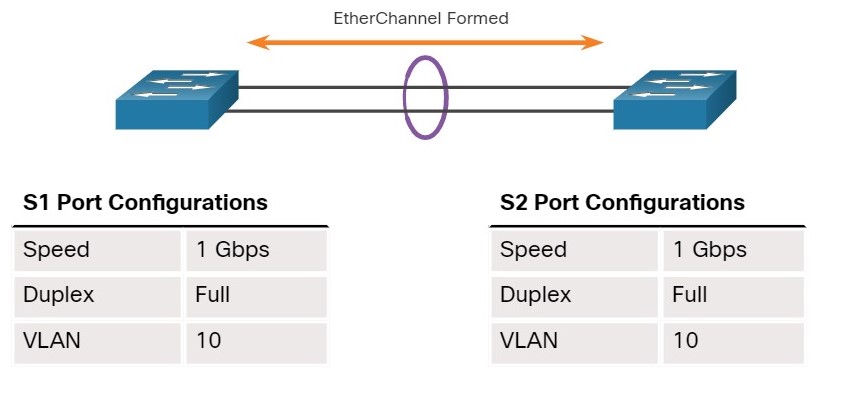 EtherChannel Formed
S1 Port Configurations
Speed 1 Gbps
Duplex Full
VLAN 10
S2 Port Configurations
Speed 1 Gbps
Duplex Full
VLAN 10